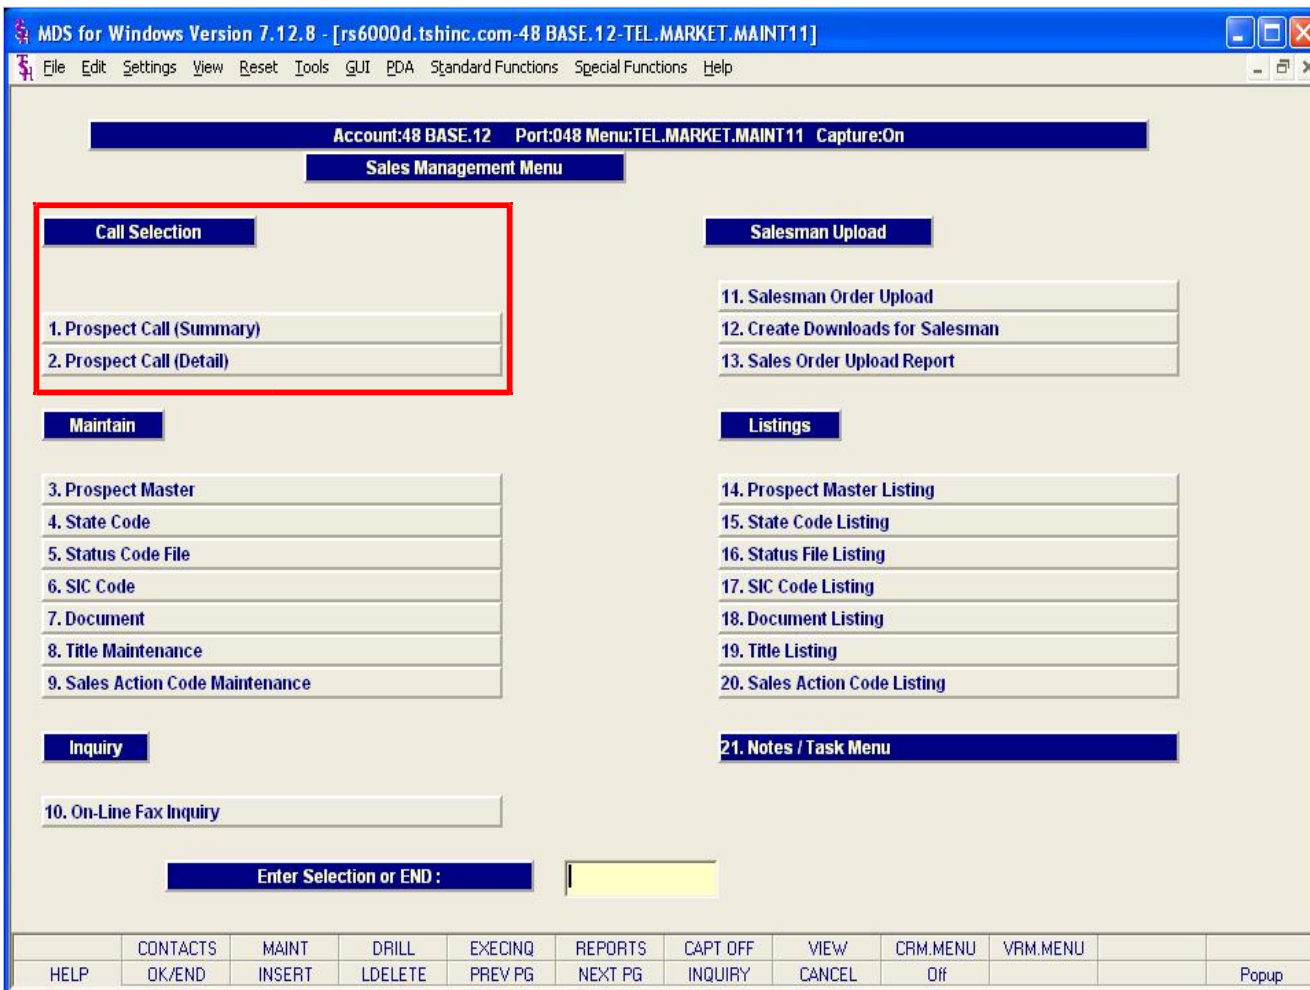 MDS for Windows Version 7.12.8 - [rs6000d.tshinc.com-48 BASE.12-TEL.MARKET.MAINT11]
File Edit Settings View Reset Tools GUI PDA Standard Functions Special Functions Help
Account:48 BASE.12 Port:048 Menu:TEL.MARKET.MAINT11 Capture:On
Sales Management Menu
Call Selection
1. Prospect Call (Summary)
2. Prospect Call (Detail)
Maintain
3. Prospect Master
4. State Code
5. Status Code File
6. SIC Code
7. Document
8. Title Maintenance
9. Sales Action Code Maintenance
Inquiry
10. On-Line Fax Inquiry
Salesman Upload
11. Salesman Order Upload
12. Create Downloads for Salesman
13. Sales Order Upload Report
Listings
14. Prospect Master Listing
15. State Code Listing
16. Status File Listing
17. SIC Code Listing
18. Document Listing
19. Title Listing
20. Sales Action Code Listing
21. Notes / Task Menu
Enter Selection or END :
CONTACTS MAINT DRILL EXECINQ REPORTS CAPT OFF VIEW CRM.MENU VRM.MENU
HELP OK/END INSERT LDELETE PREV PG NEXT PG INQUIRY CANCEL Off Popup